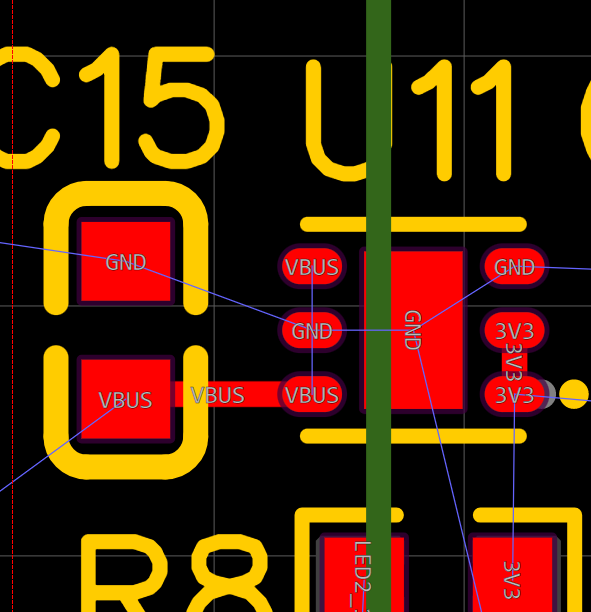 C15 U11
GND VBUS GND
GND GND 3V3
3V3
VBUS VBUS VBUS 3V3
R8 LED2_ 3V3